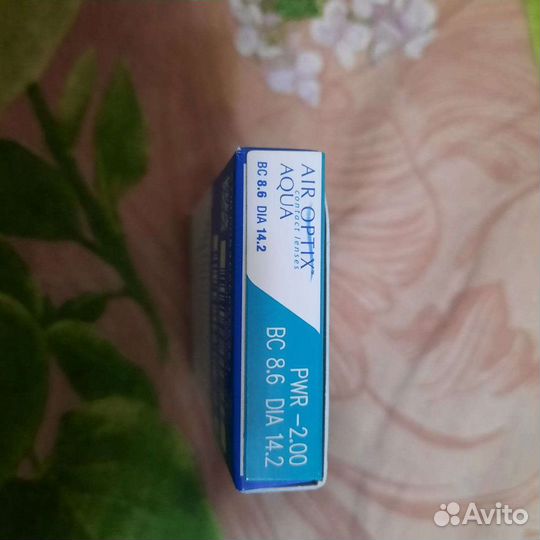 AIR OPTIX™
contact lenses
AQUA
BC 8.6 DIA 14.2
PWR -2.00
BC 8.6 DIA 14.2
Avito